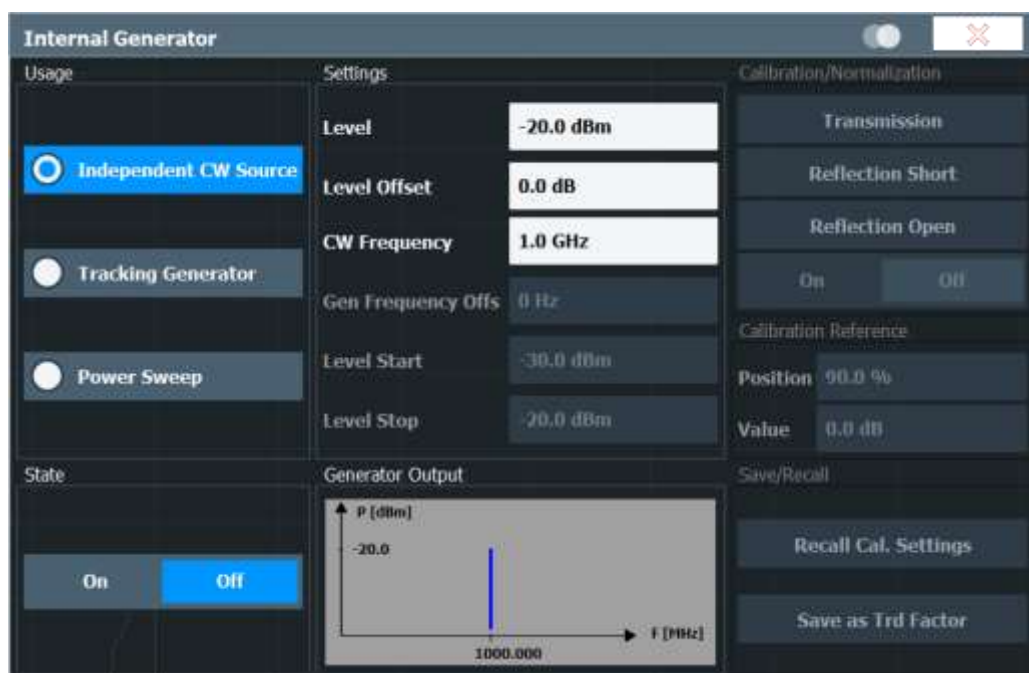 Internal Generator
Usage
Independent CW Source
Tracking Generator
Power Sweep
Settings
Level -20.0 dBm
Level Offset 0.0 dB
CW Frequency 1.0 GHz
Gen Frequency Offs 0 Hz
Level Start -30.0 dBm
Level Stop -20.0 dBm
Calibration/Normalization
Transmission
Reflection Short
Reflection Open
On Off
Calibration Reference
Position 90.0 %
Value 0.0 dB
State
On Off
Generator Output
P [dBm]
-20.0
F [MHz]
1000.000
Save/Recall
Recall Cal. Settings
Save as Trd Factor